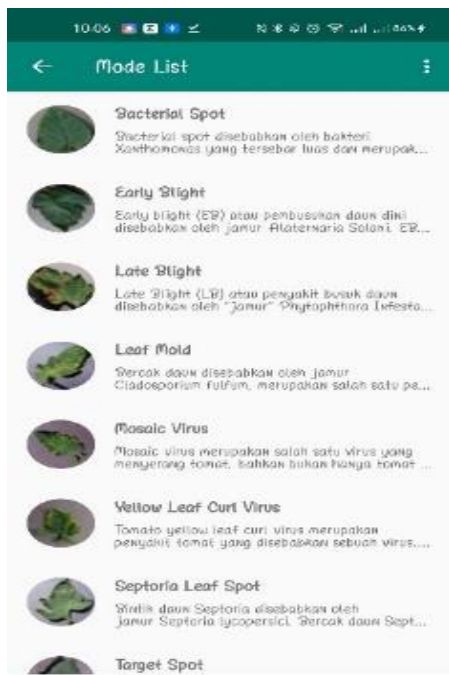 10:06
86%
Mode List
Bacterial Spot
Bacterial spot disebabkan oleh bakteri
Xanthomonas yang tersebar luas dan merupak...
Early Blight
Early blight (EB) atau pembusukan daun dini
disebabkan oleh jamur Alaternaria Solani. EB...
Late Blight
Late Blight (LB) atau penyakit busuk daun
disebabkan oleh "jamur" Phytophthora Infesta...
Leaf Mold
Bercak daun disebabkan oleh jamur
Cladosporium fulfum, merupakan salah satu pe...
Mosaic Virus
Mosaic virus merupakan salah satu virus yang
menyerang tomat, bahkan bukan hanya tomat ...
Yellow Leaf Curl Virus
Tomato yellow leaf curl virus merupakan
penyakit tomat yang disebabkan sebuah virus....
Septoria Leaf Spot
Bintik daun Septoria disebabkan oleh
jamur Septoria lycopersici. Bercak daun Sept...
Target Spot